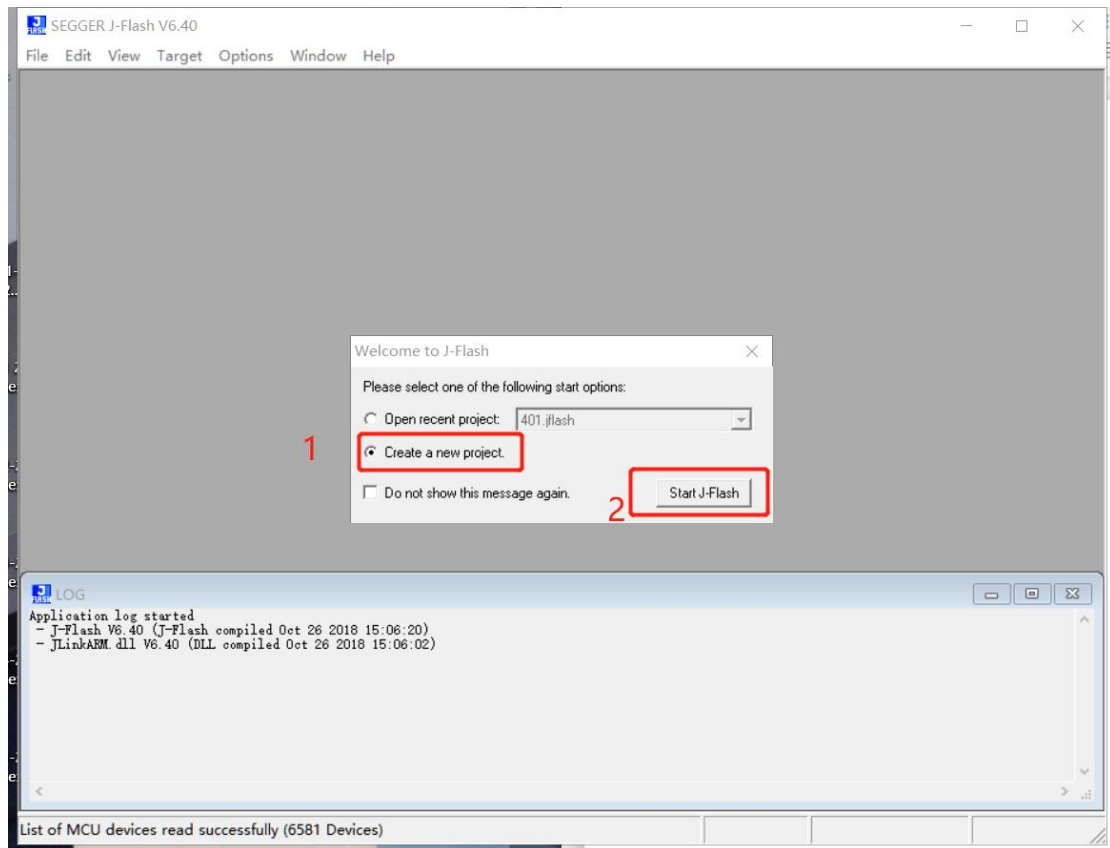 SEGGER J-Flash V6.40
File Edit View Target Options Window Help
Welcome to J-Flash
Please select one of the following start options:
Open recent project: 401.jflash
1
Create a new project.
Do not show this message again.
2
Start J-Flash
LOG
Application log started
- J-Flash V6.40 (J-Flash compiled Oct 26 2018 15:06:20)
- JLinkARM.dll V6.40 (DLL compiled Oct 26 2018 15:06:02)
List of MCU devices read successfully (6581 Devices)